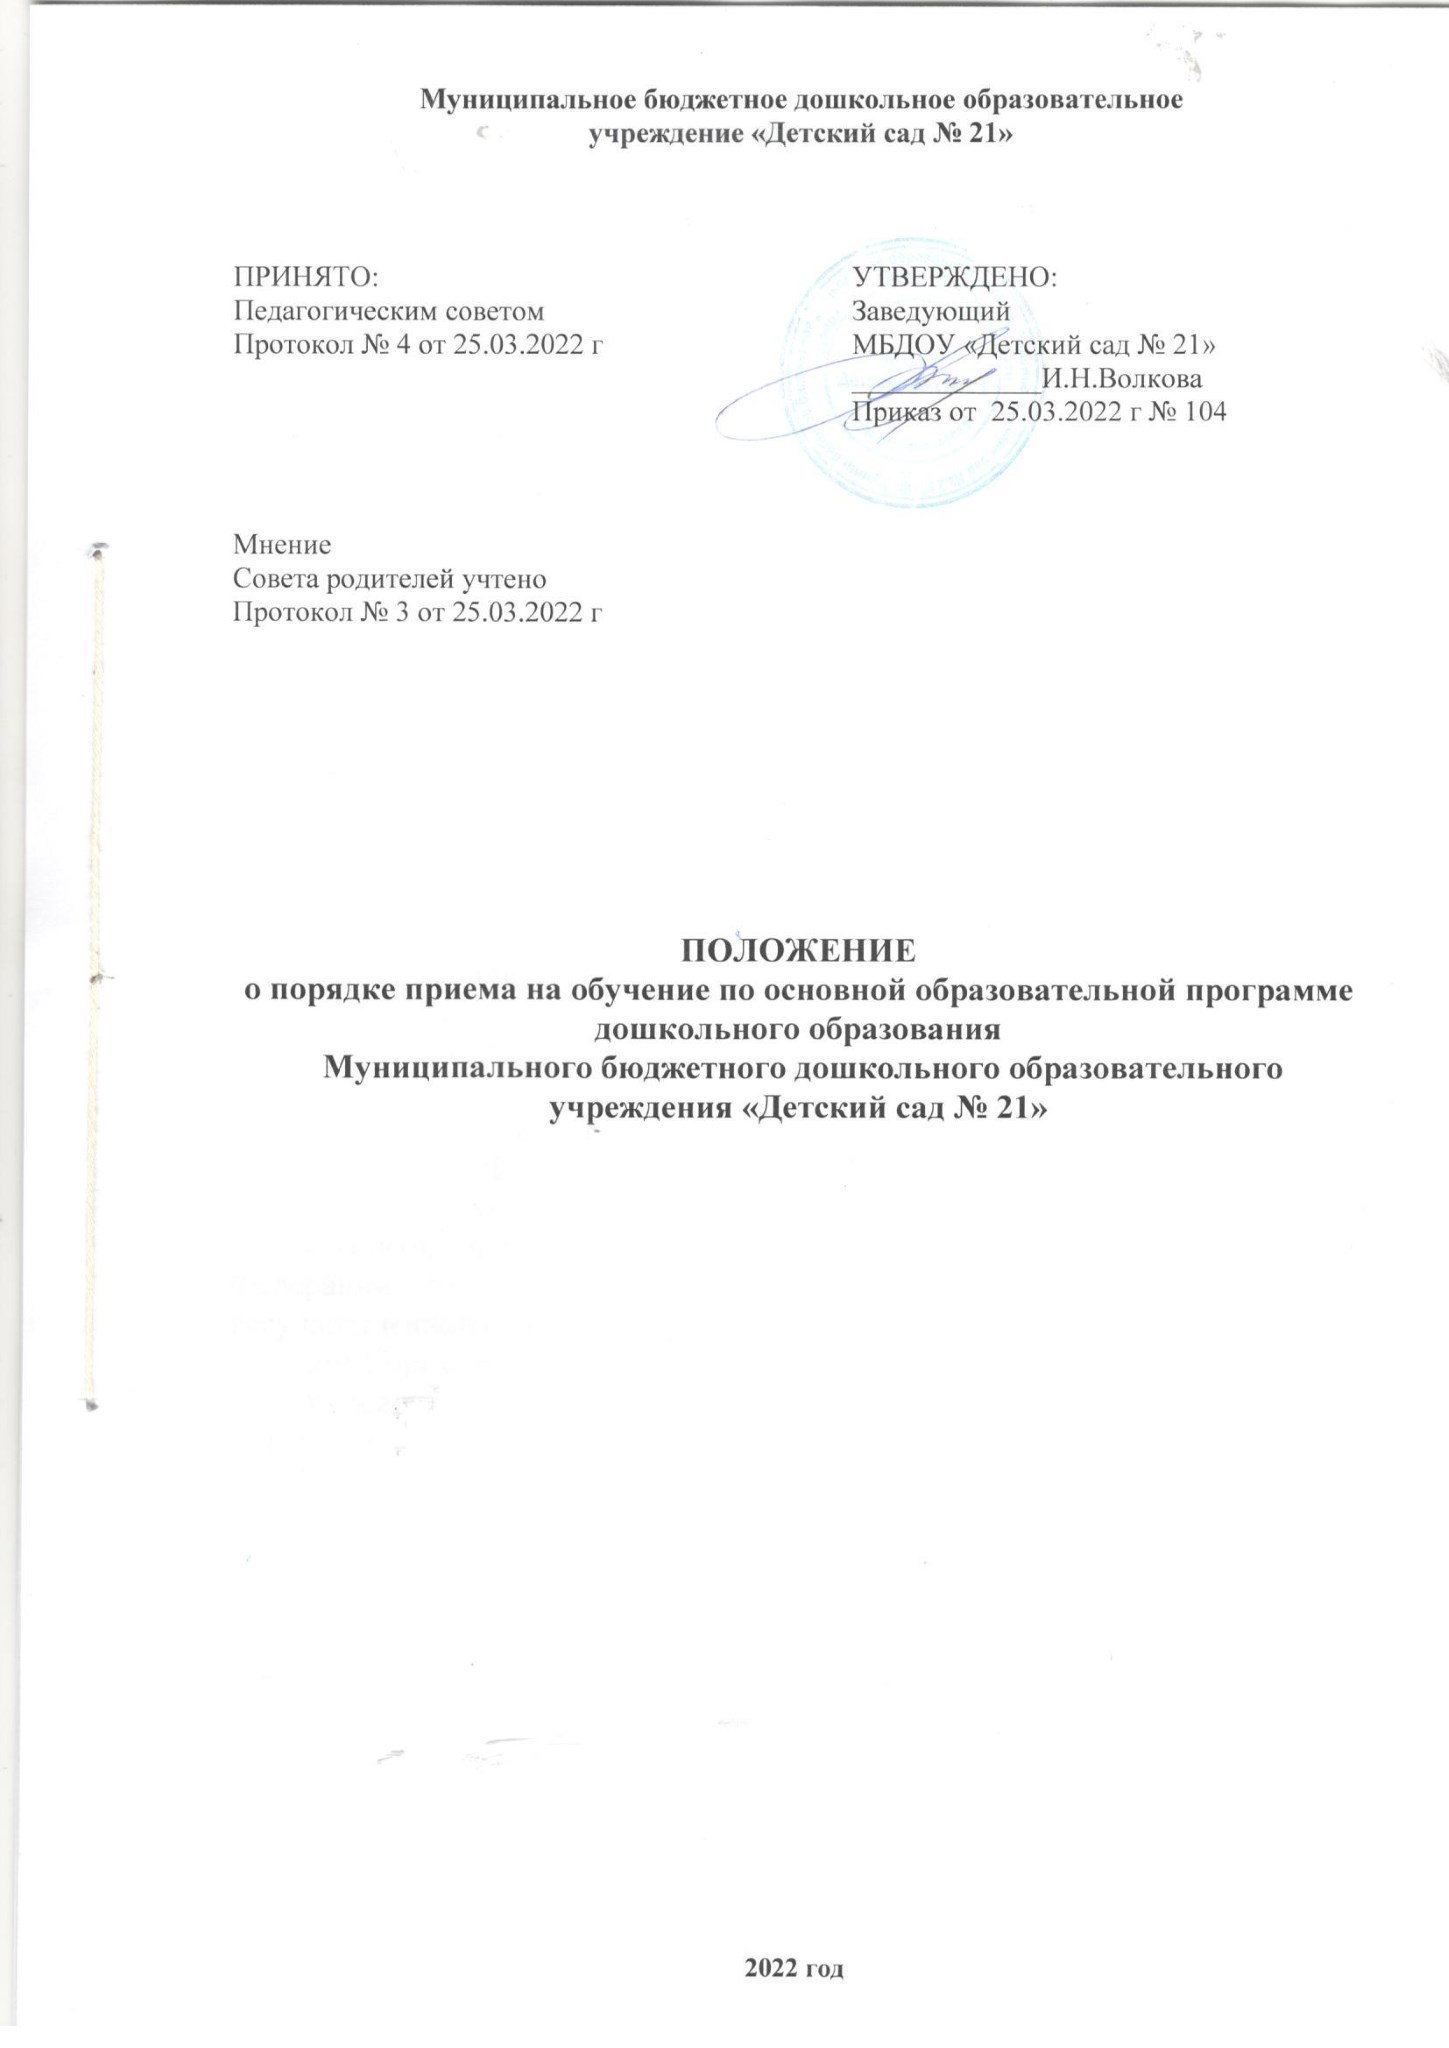 Муниципальное бюджетное дошкольное образовательное
учреждение «Детский сад № 21»
ПРИНЯТО:
Педагогическим советом
Протокол № 4 от 25.03.2022 г
УТВЕРЖДЕНО:
Заведующий
МБДОУ «Детский сад № 21»
______________И.Н.Волкова
Приказ от 25.03.2022 г № 104
Мнение
Совета родителей учтено
Протокол № 3 от 25.03.2022 г
ПОЛОЖЕНИЕ
о порядке приема на обучение по основной образовательной программе
дошкольного образования
Муниципального бюджетного дошкольного образовательного
учреждения «Детский сад № 21»
2022 год